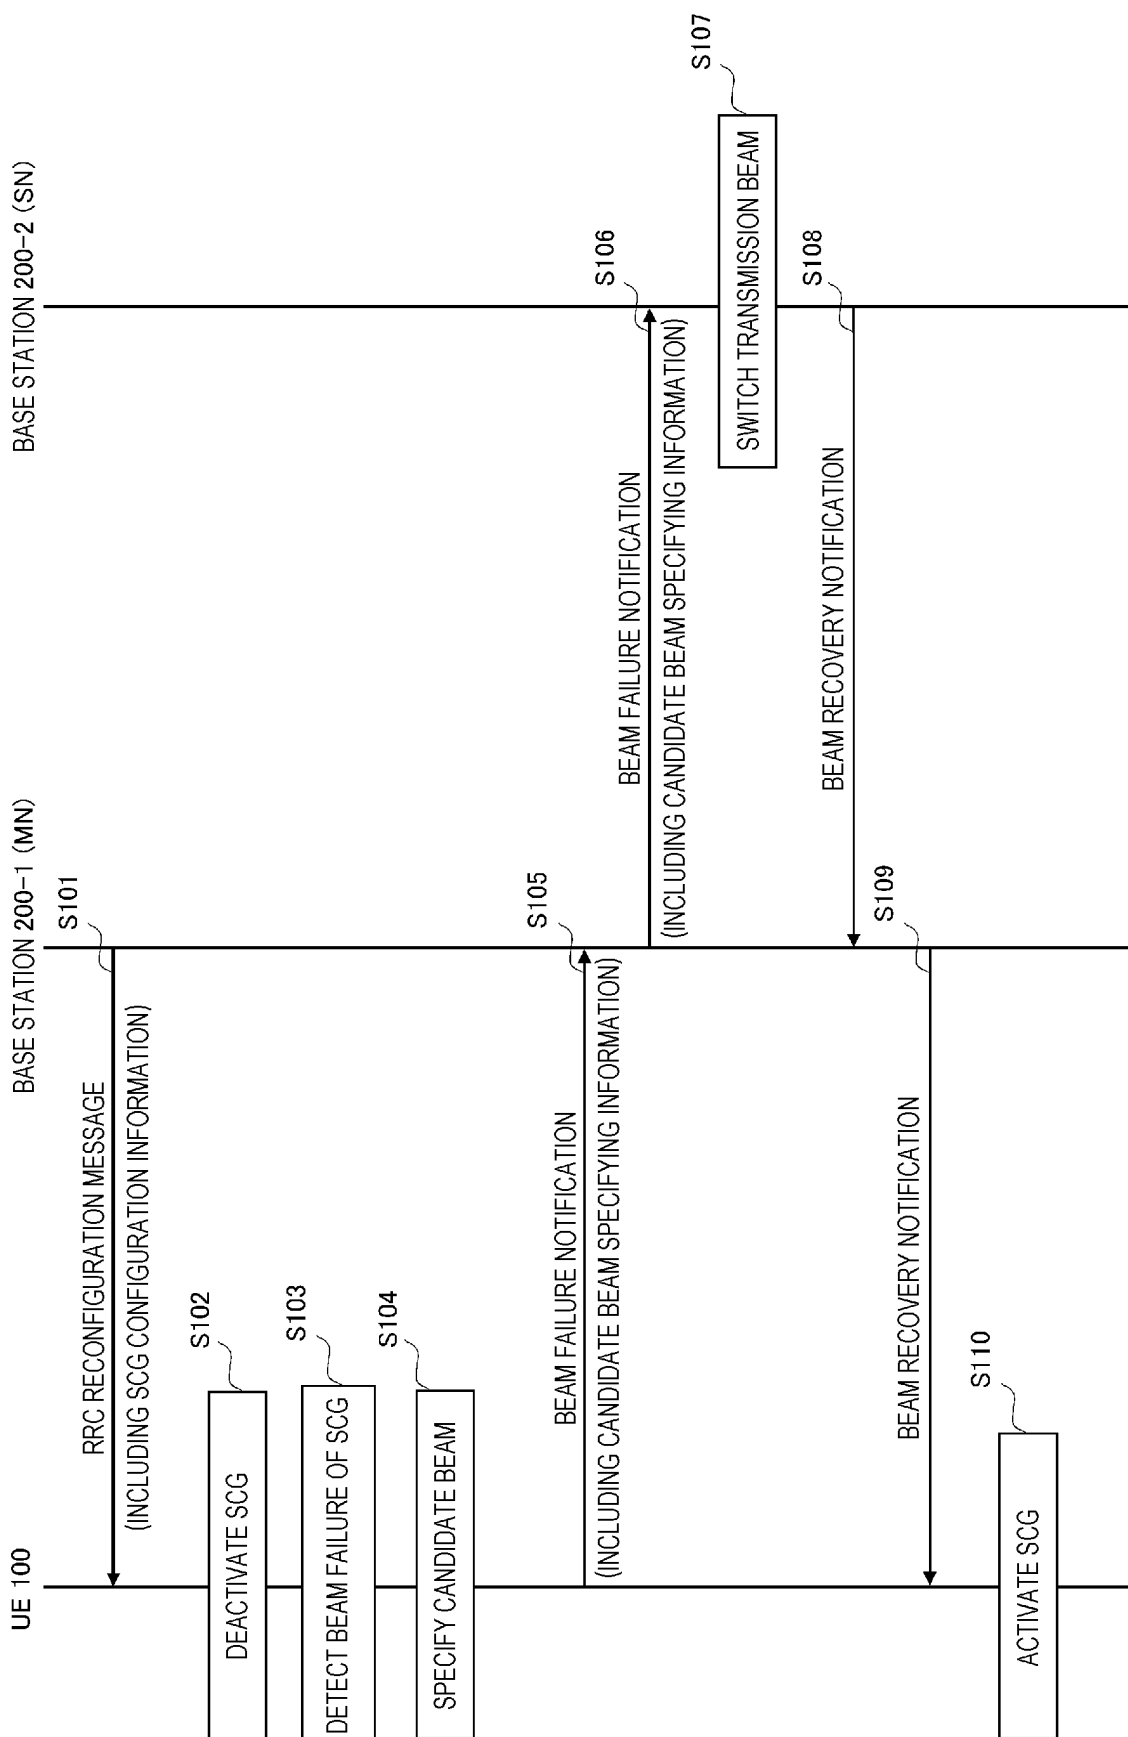 UE 100
BASE STATION 200-1 (MN)
BASE STATION 200-2 (SN)
S101
RRC RECONFIGURATION MESSAGE
(INCLUDING SCG CONFIGURATION INFORMATION)
S102
DEACTIVATE SCG
S103
DETECT BEAM FAILURE OF SCG
S104
SPECIFY CANDIDATE BEAM
S105
BEAM FAILURE NOTIFICATION
(INCLUDING CANDIDATE BEAM SPECIFYING INFORMATION)
S106
BEAM FAILURE NOTIFICATION
(INCLUDING CANDIDATE BEAM SPECIFYING INFORMATION)
S107
SWITCH TRANSMISSION BEAM
S108
BEAM RECOVERY NOTIFICATION
S109
BEAM RECOVERY NOTIFICATION
S110
ACTIVATE SCG